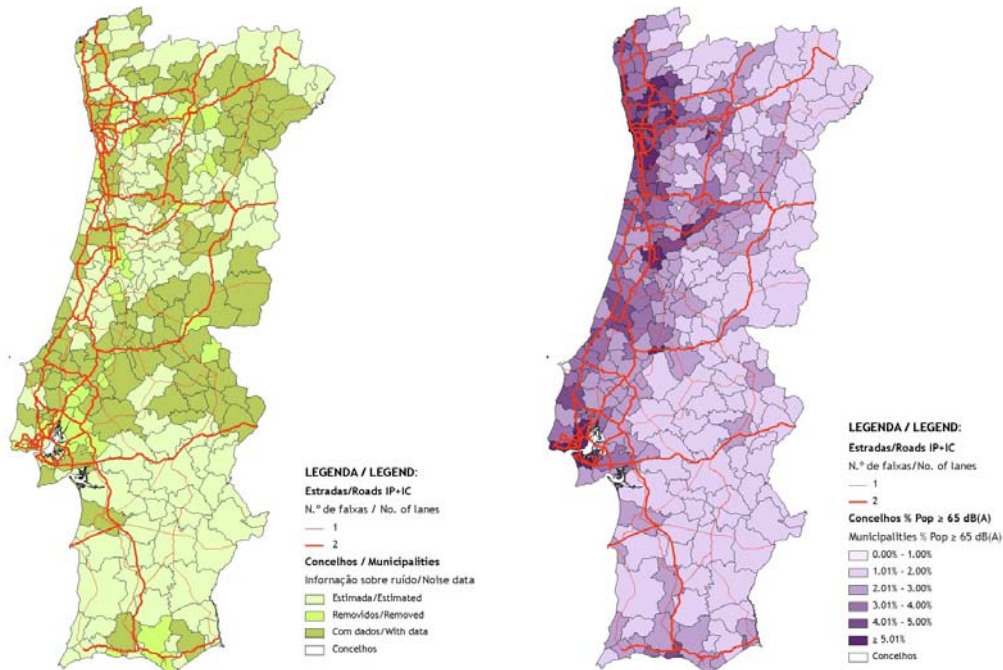 LEGENDA / LEGEND:
Estradas/Roads IP+IC
N.º de faixas / No. of lanes
1
2
Concelhos / Municipalities
Infornação sobre ruído/Noise data
Estimada/Estimated
Removidos/Removed
Com dados/With data
Concelhos
LEGENDA / LEGEND:
Estradas/Roads IP+IC
N.º de faixas/No. of lanes
1
2
Concelhos % Pop ≥ 65 dB(A)
Municipalities % Pop ≥ 65 dB(A)
0.00% - 1.00%
1.01% - 2.00%
2.01% - 3.00%
3.01% - 4.00%
4.01% - 5.00%
≥ 5.01%
Concelhos